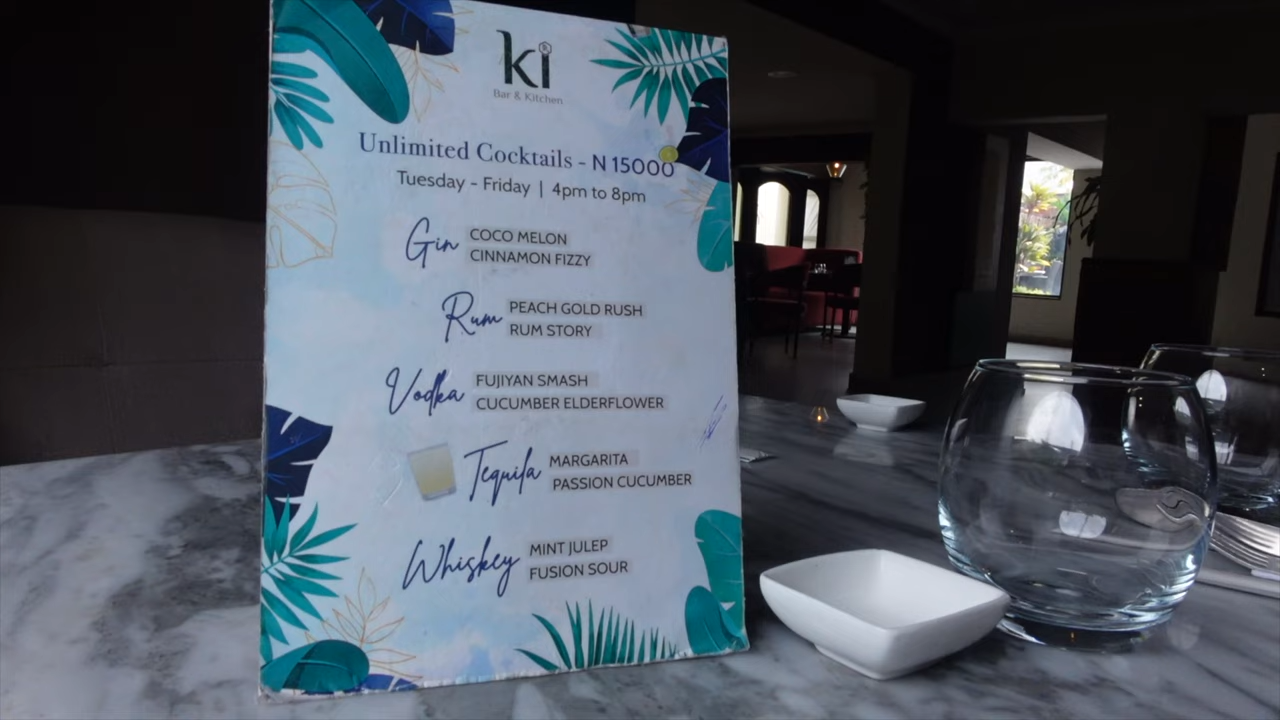 ki
Bar & Kitchen
Unlimited Cocktails - N 15000
Tuesday - Friday | 4pm to 8pm
Gin
COCO MELON
CINNAMON FIZZY
Rum
PEACH GOLD RUSH
RUM STORY
Vodka
FUJIYAN SMASH
CUCUMBER ELDERFLOWER
Tequila
MARGARITA
PASSION CUCUMBER
Whiskey
MINT JULEP
FUSION SOUR